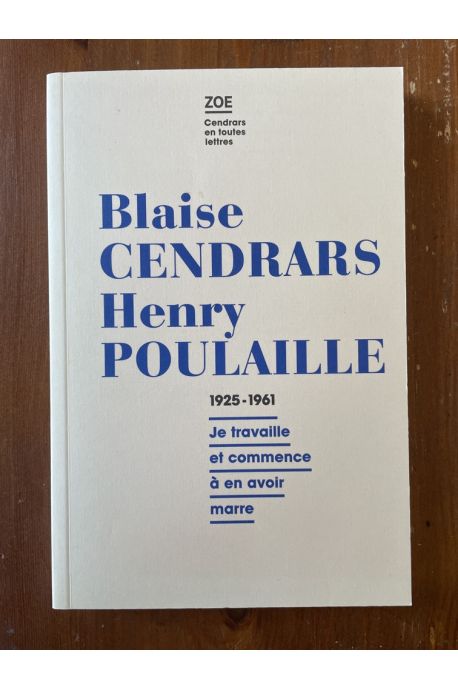 ZOE
Cendrars
en toutes
lettres
Blaise
CENDRARS
Henry
POULAILLE
1925-1961
Je travaille
et commence
à en avoir
marre